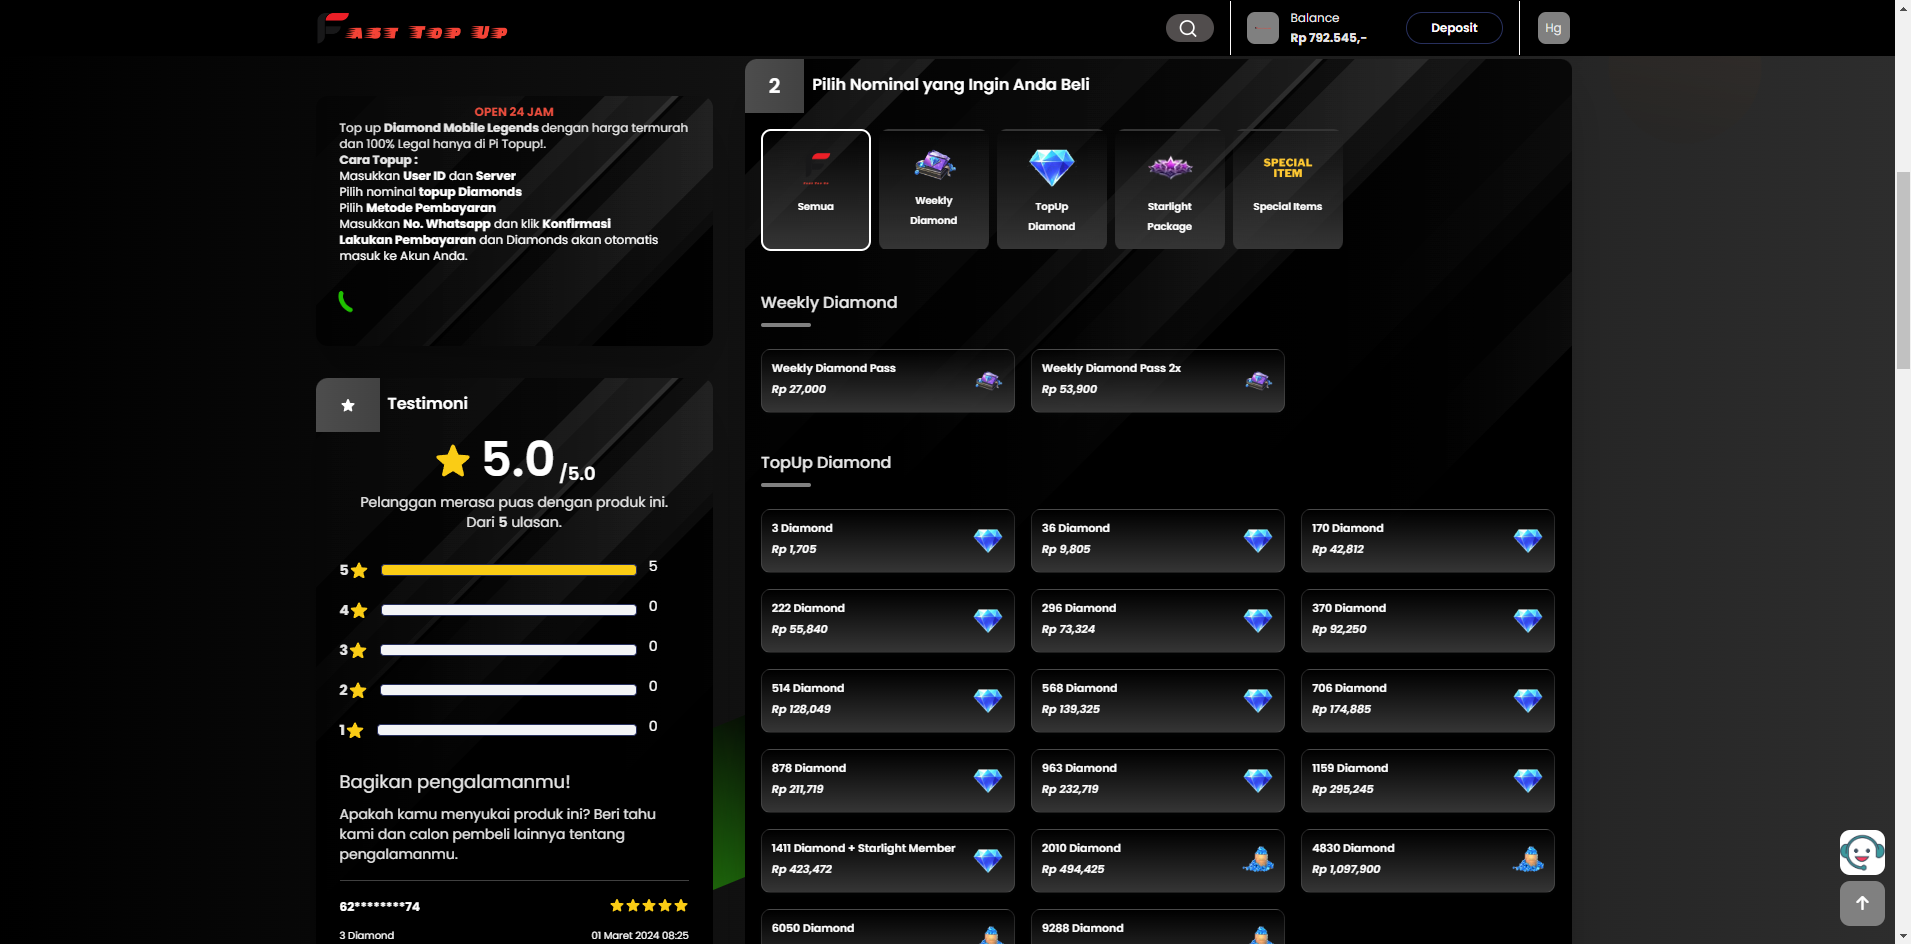 Fast Top Up
Balance
Rp 792.545,-
Deposit
Hg
OPEN 24 JAM
Top up Diamond Mobile Legends dengan harga termurah
dan 100% Legal hanya di Pi Topup!.
Cara Topup :
Masukkan User ID dan Server
Pilih nominal topup Diamonds
Pilih Metode Pembayaran
Masukkan No. Whatsapp dan klik Konfirmasi
Lakukan Pembayaran dan Diamonds akan otomatis
masuk ke Akun Anda.
Testimoni
5.0 /5.0
Pelanggan merasa puas dengan produk ini.
Dari 5 ulasan.
5 5
4 0
3 0
2 0
1 0
Bagikan pengalamanmu!
Apakah kamu menyukai produk ini? Beri tahu
kami dan calon pembeli lainnya tentang
pengalamanmu.
62********74
3 Diamond
01 Maret 2024 08:25
2
Pilih Nominal yang Ingin Anda Beli
Semua
Weekly
Diamond
TopUp
Diamond
Starlight
Package
SPECIAL
ITEM
Special Items
Weekly Diamond
Weekly Diamond Pass
Rp 27,000
Weekly Diamond Pass 2x
Rp 53,900
TopUp Diamond
3 Diamond
Rp 1,705
36 Diamond
Rp 9,805
170 Diamond
Rp 42,812
222 Diamond
Rp 55,840
296 Diamond
Rp 73,324
370 Diamond
Rp 92,250
514 Diamond
Rp 128,049
568 Diamond
Rp 139,325
706 Diamond
Rp 174,885
878 Diamond
Rp 211,719
963 Diamond
Rp 232,719
1159 Diamond
Rp 295,245
1411 Diamond + Starlight Member
Rp 423,472
2010 Diamond
Rp 494,425
4830 Diamond
Rp 1,097,900
6050 Diamond
9288 Diamond